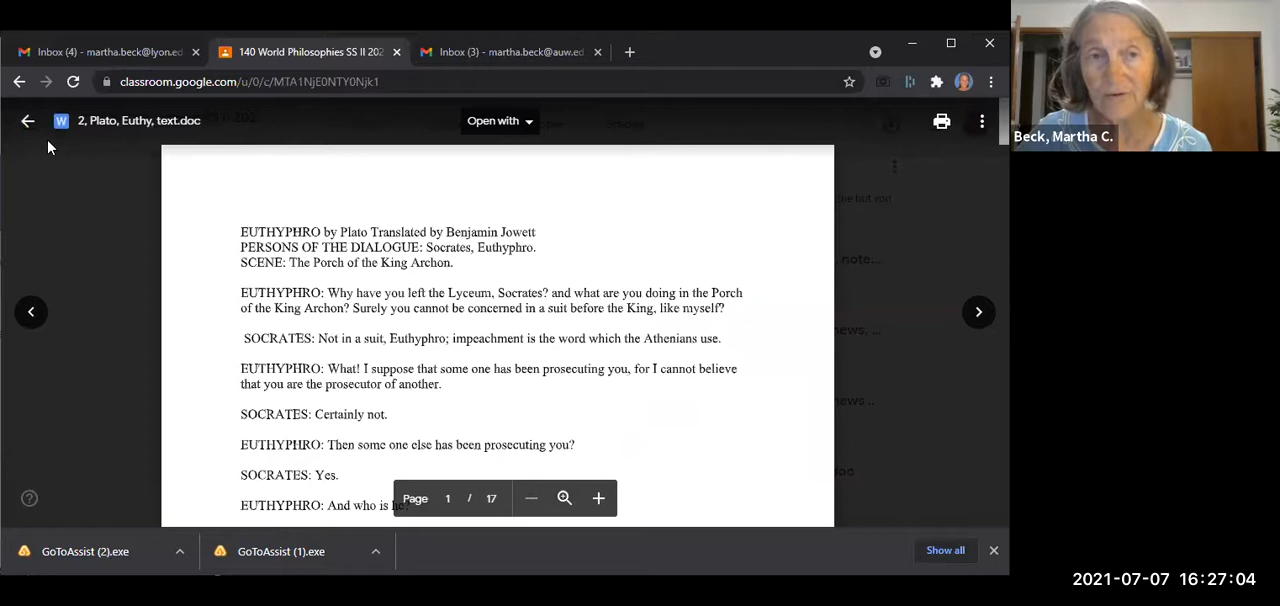 Inbox (4) - martha.beck@lyon.ed
140 World Philosophies SS II 202
Inbox (3) - martha.beck@auw.ed
classroom.google.com/u/0/c/MTA1NjE0NTY0Njk1
2, Plato, Euthy, text.doc
Open with
Beck, Martha C.
EUTHYPHRO by Plato Translated by Benjamin Jowett
PERSONS OF THE DIALOGUE: Socrates, Euthyphro.
SCENE: The Porch of the King Archon.
EUTHYPHRO: Why have you left the Lyceum, Socrates? and what are you doing in the Porch
of the King Archon? Surely you cannot be concerned in a suit before the King, like myself?
SOCRATES: Not in a suit, Euthyphro; impeachment is the word which the Athenians use.
EUTHYPHRO: What! I suppose that some one has been prosecuting you, for I cannot believe
that you are the prosecutor of another.
SOCRATES: Certainly not.
EUTHYPHRO: Then some one else has been prosecuting you?
SOCRATES: Yes.
EUTHYPHRO: And who is he?
Page 1 / 17
GoToAssist (2).exe
GoToAssist (1).exe
Show all
2021-07-07 16:27:04